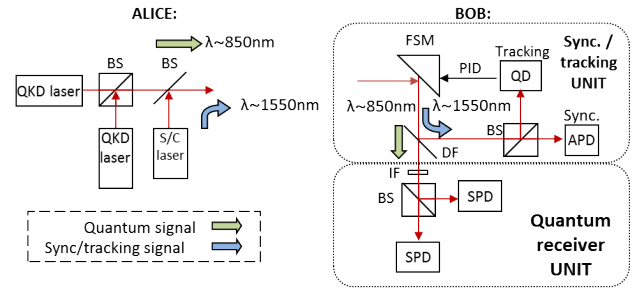 ALICE:
BOB:
λ~850nm
BS
BS
QKD laser
λ~1550nm
QKD
laser
S/C
laser
Quantum signal
Sync/tracking signal
FSM
Tracking
Sync. /
tracking
UNIT
PID
QD
λ~850nm
λ~1550nm
Sync.
BS
APD
DF
IF
BS
SPD
SPD
Quantum
receiver
UNIT